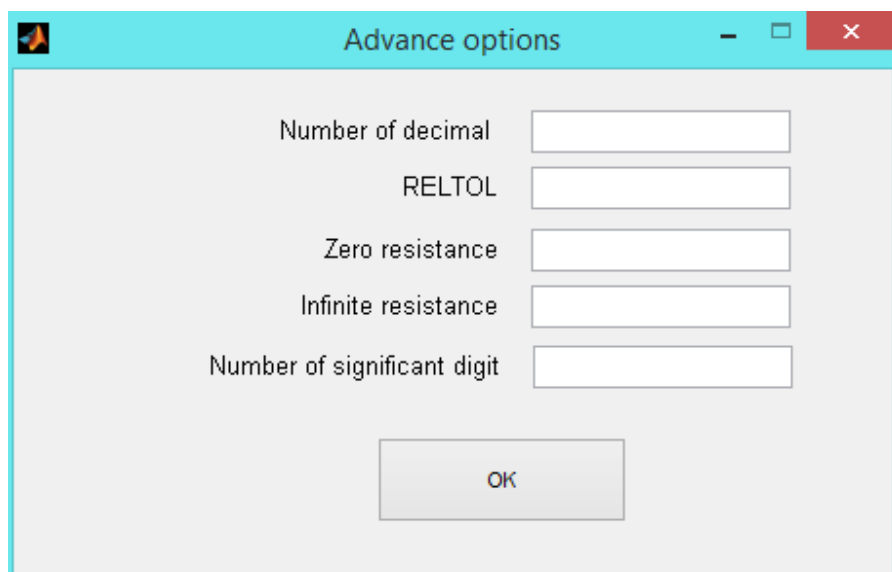 Advance options
Number of decimal
RELTOL
Zero resistance
Infinite resistance
Number of significant digit
OK